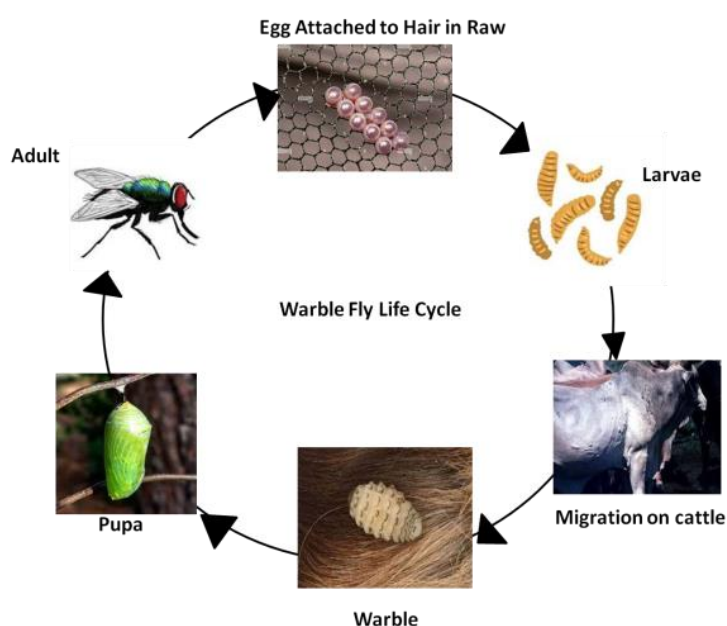 Egg Attached to Hair in Raw
Adult
Larvae
Warble Fly Life Cycle
Migration on cattle
Pupa
Warble